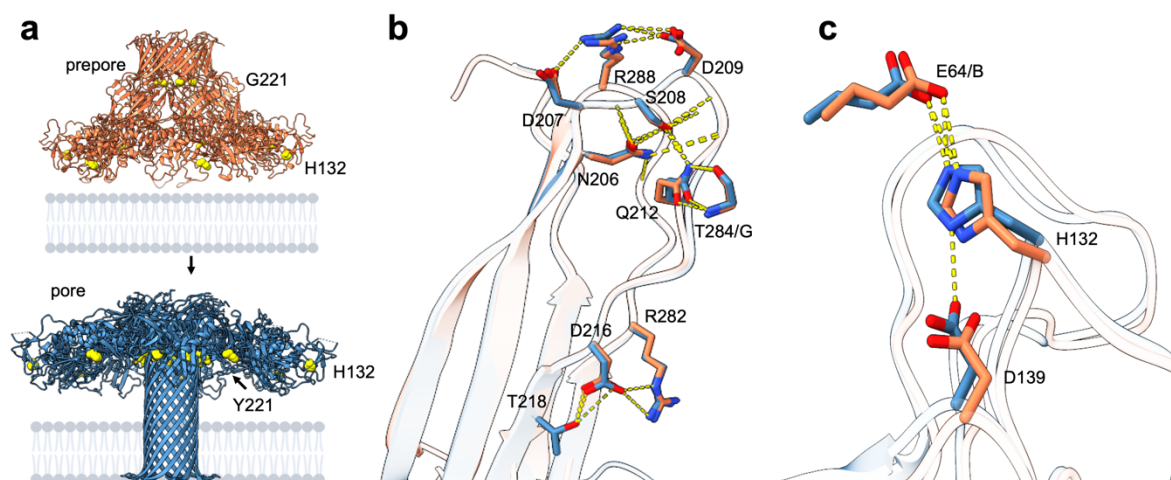 a
prepore
G221
H132
pore
H132
Y221
b
R288
D209
S208
D207
N206
Q212
T284/G
D216
R282
T218
c
E64/B
H132
D139